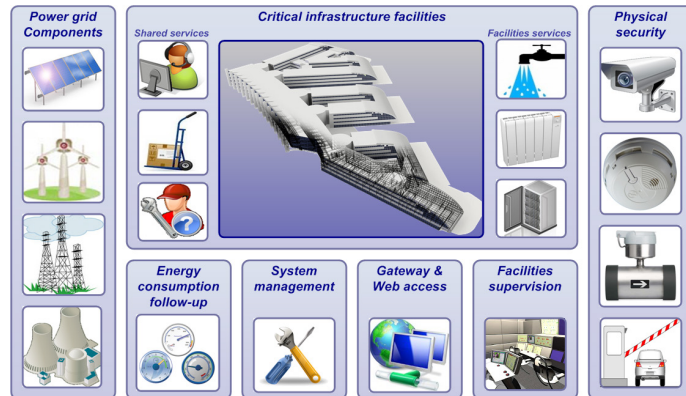 Power grid
Components
Critical infrastructure facilities
Shared services
Facilities services
Physical
security
Energy
consumption
follow-up
System
management
Gateway &
Web access
Facilities
supervision
?